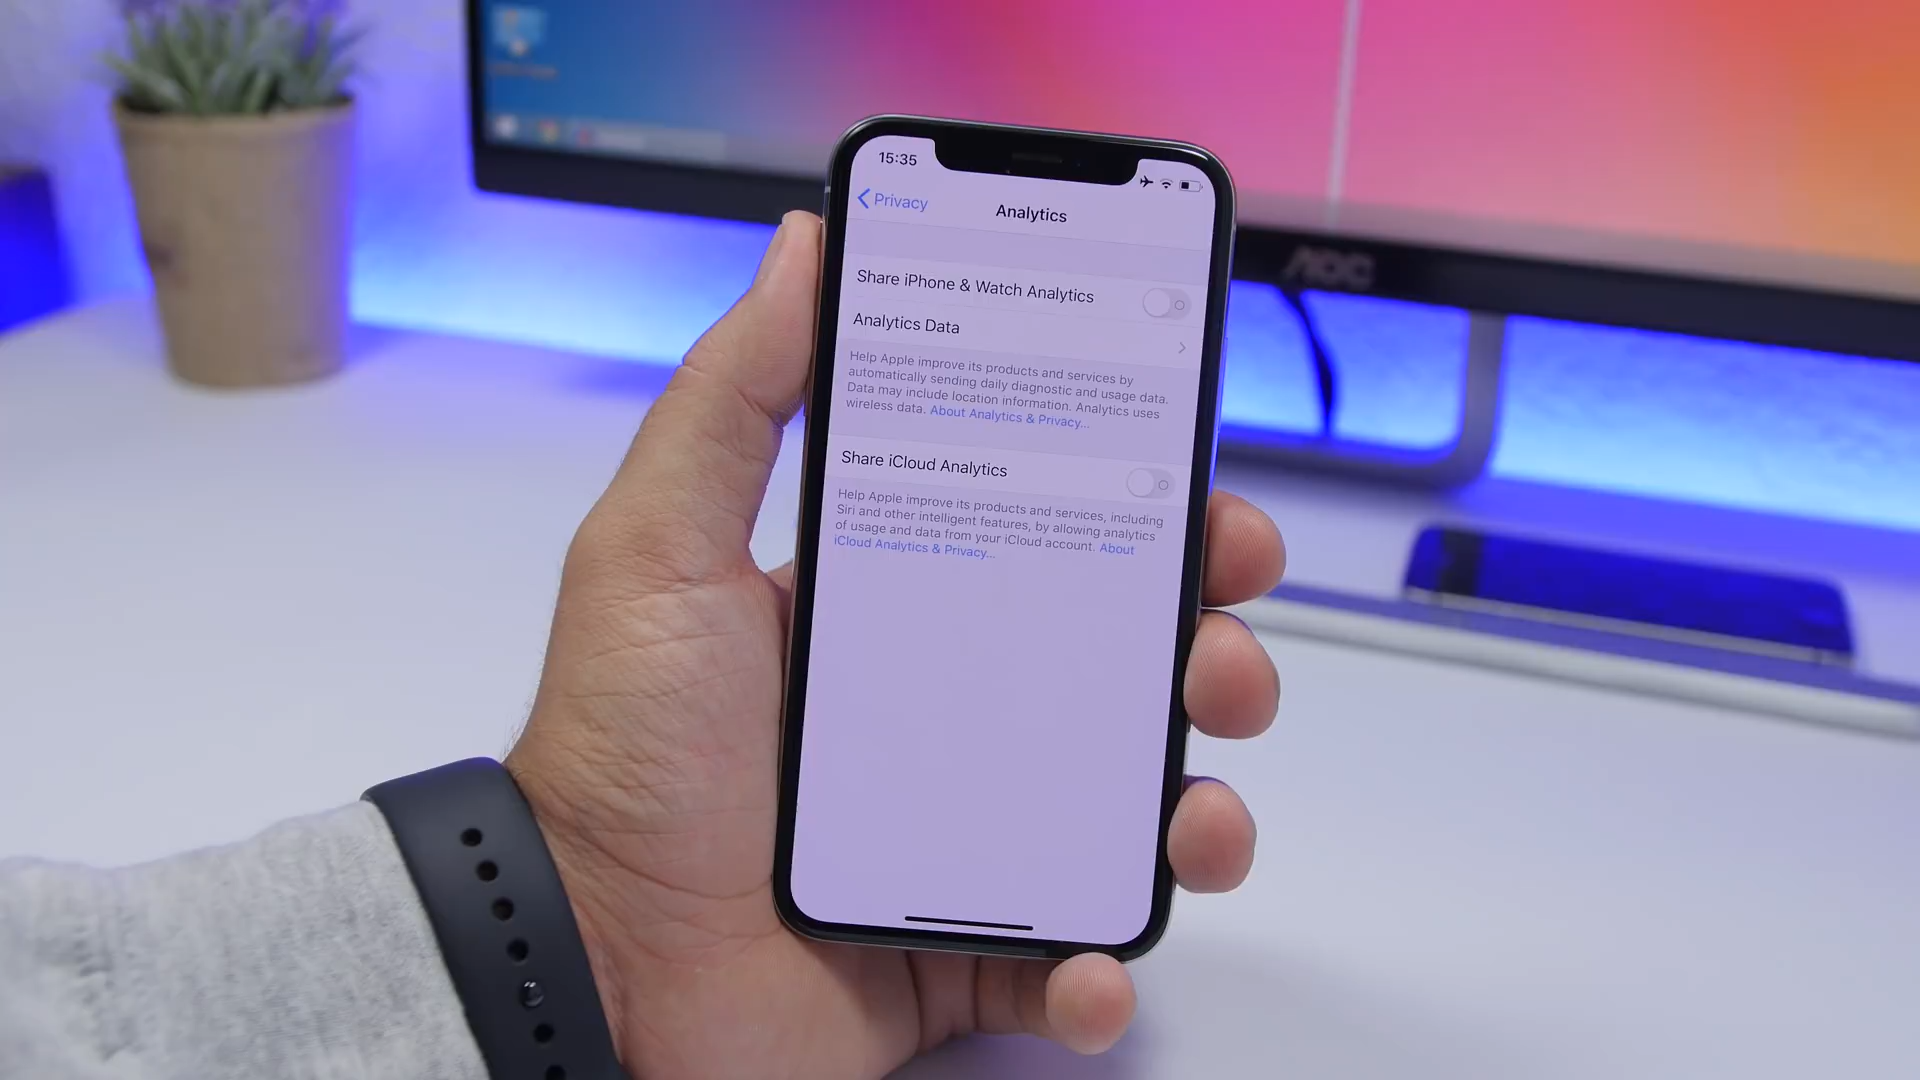 15:35
Privacy
Analytics
Share iPhone & Watch Analytics
Analytics Data
Help Apple improve its products and services by
automatically sending daily diagnostic and usage data.
Data may include location information. Analytics uses
wireless data. About Analytics & Privacy...
Share iCloud Analytics
Help Apple improve its products and services, including
Siri and other intelligent features, by allowing analytics
of usage and data from your iCloud account. About
iCloud Analytics & Privacy...
AOC